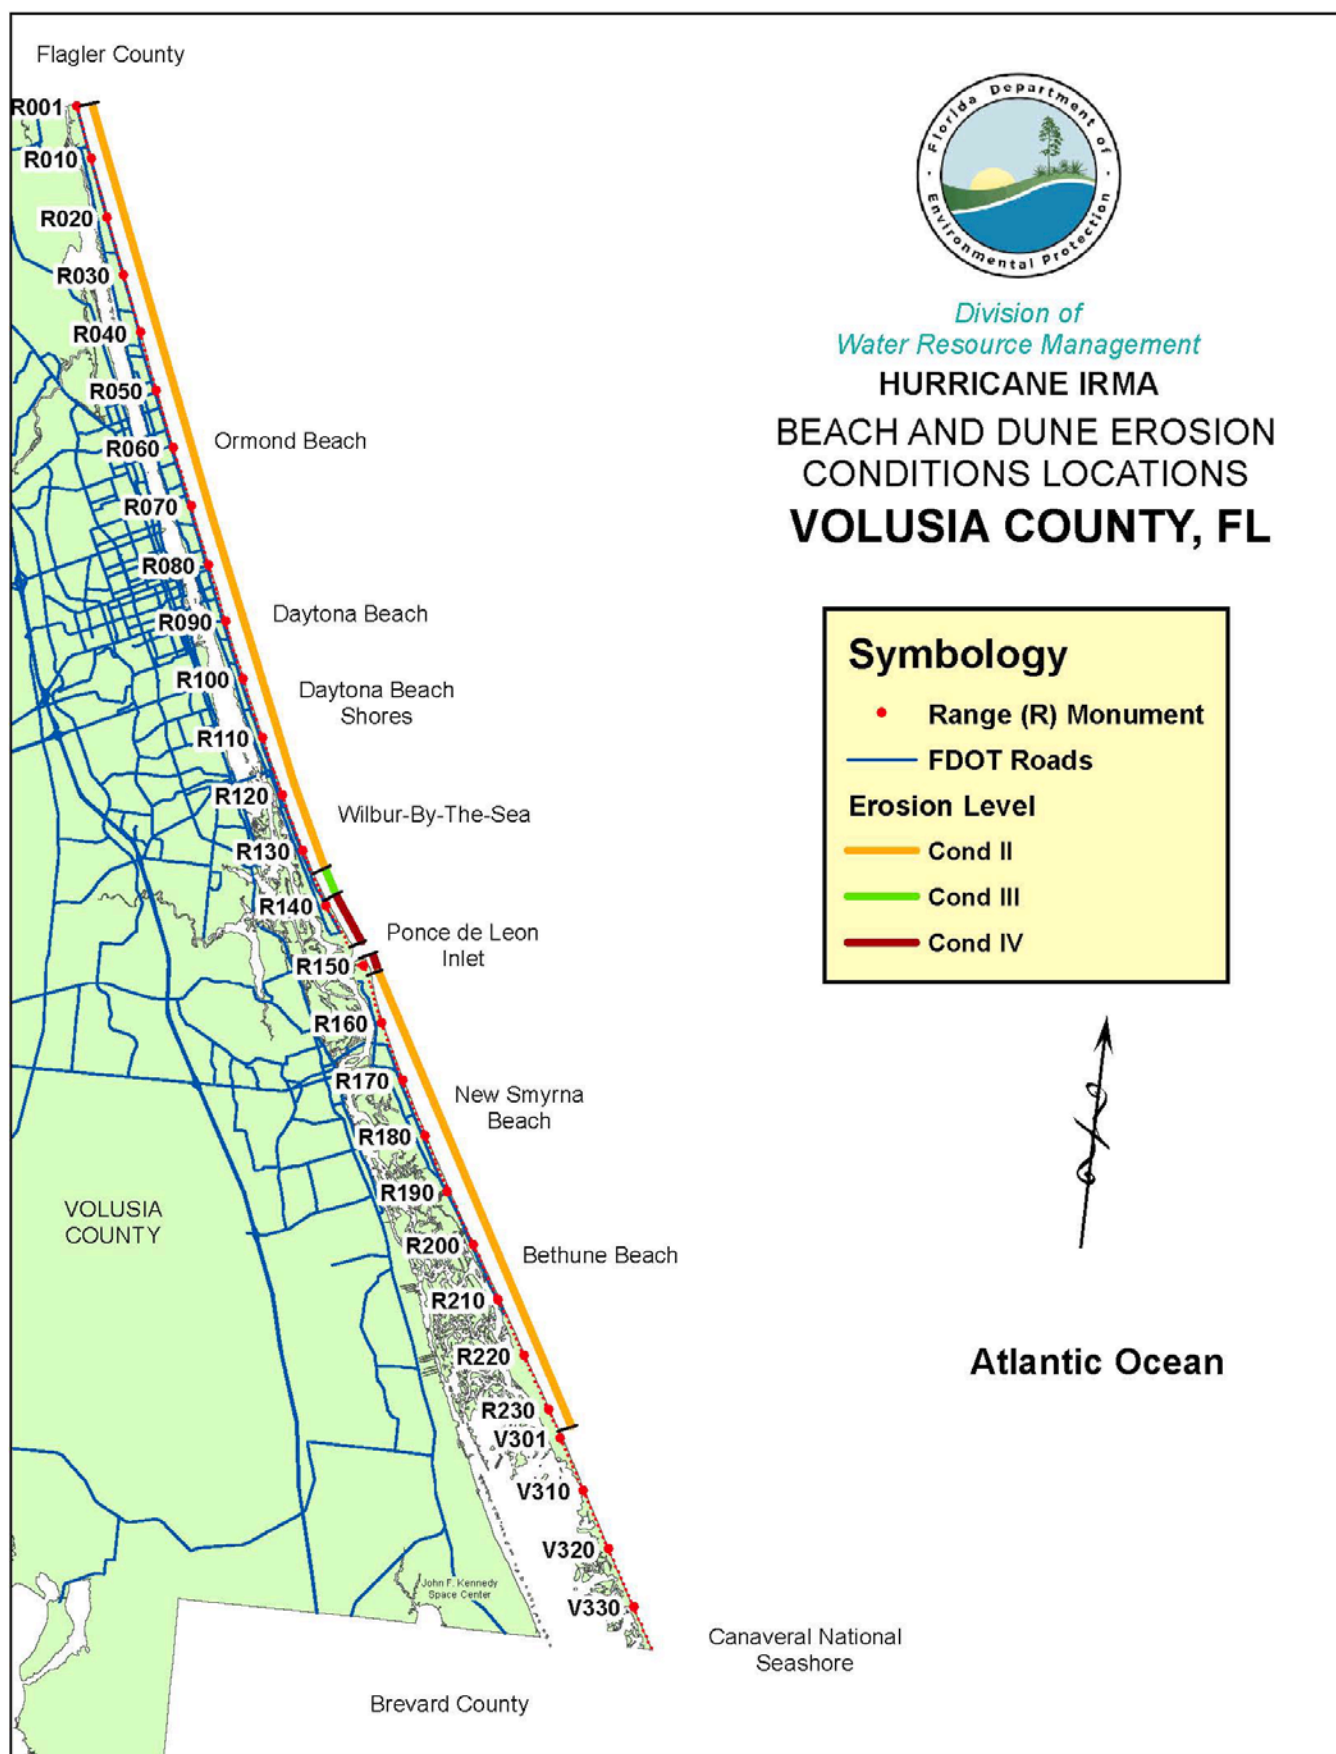 Flagler County
R001
R010
R020
R030
R040
R050
R060
R070
R080
R090
R100
R110
R120
R130
R140
R150
R160
R170
R180
R190
R200
R210
R220
R230
V301
V310
V320
V330
Ormond Beach
Daytona Beach
Daytona Beach
Shores
Wilbur-By-The-Sea
Ponce de Leon
Inlet
New Smyrna
Beach
Bethune Beach
VOLUSIA
COUNTY
John F. Kennedy
Space Center
Canaveral National
Seashore
Brevard County
Florida Department of
Environmental Protection
Division of
Water Resource Management
HURRICANE IRMA
BEACH AND DUNE EROSION
CONDITIONS LOCATIONS
VOLUSIA COUNTY, FL
Symbology
Range (R) Monument
FDOT Roads
Erosion Level
Cond II
Cond III
Cond IV
Atlantic Ocean